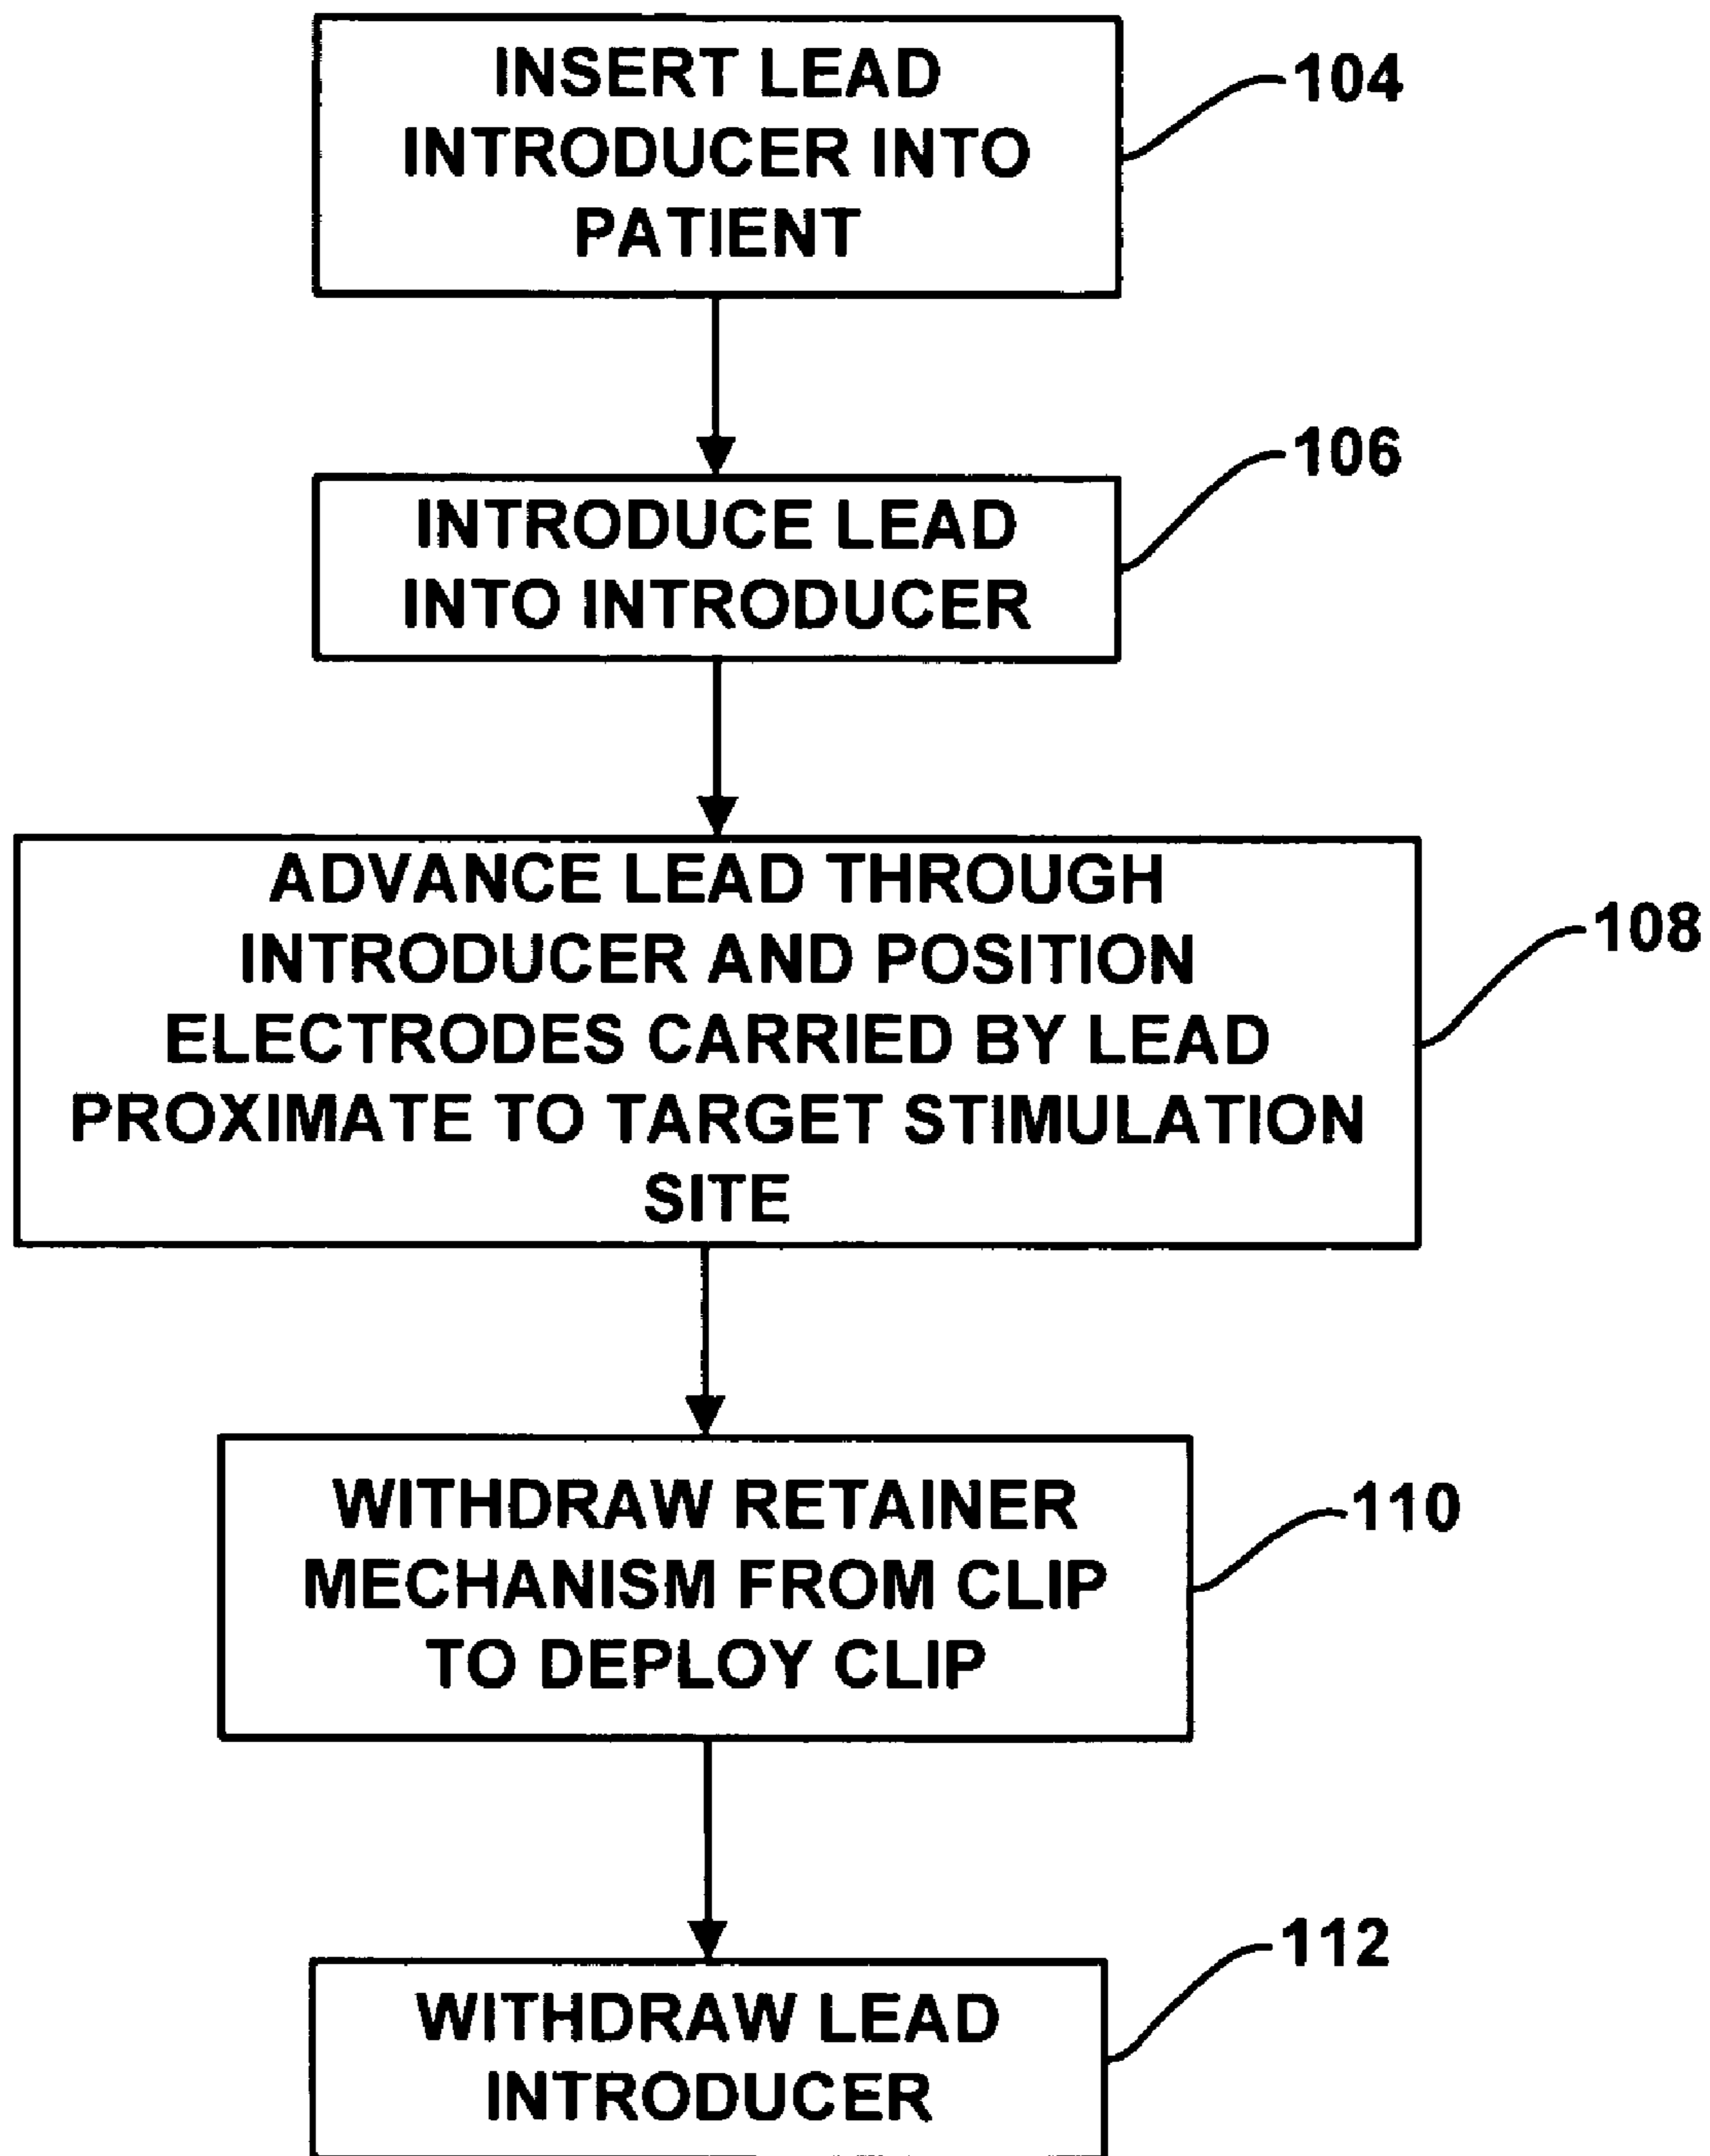 INSERT LEAD
INTRODUCER INTO
PATIENT
104
INTRODUCE LEAD
INTO INTRODUCER
106
ADVANCE LEAD THROUGH
INTRODUCER AND POSITION
ELECTRODES CARRIED BY LEAD
PROXIMATE TO TARGET STIMULATION
SITE
108
WITHDRAW RETAINER
MECHANISM FROM CLIP
TO DEPLOY CLIP
110
WITHDRAW LEAD
INTRODUCER
112